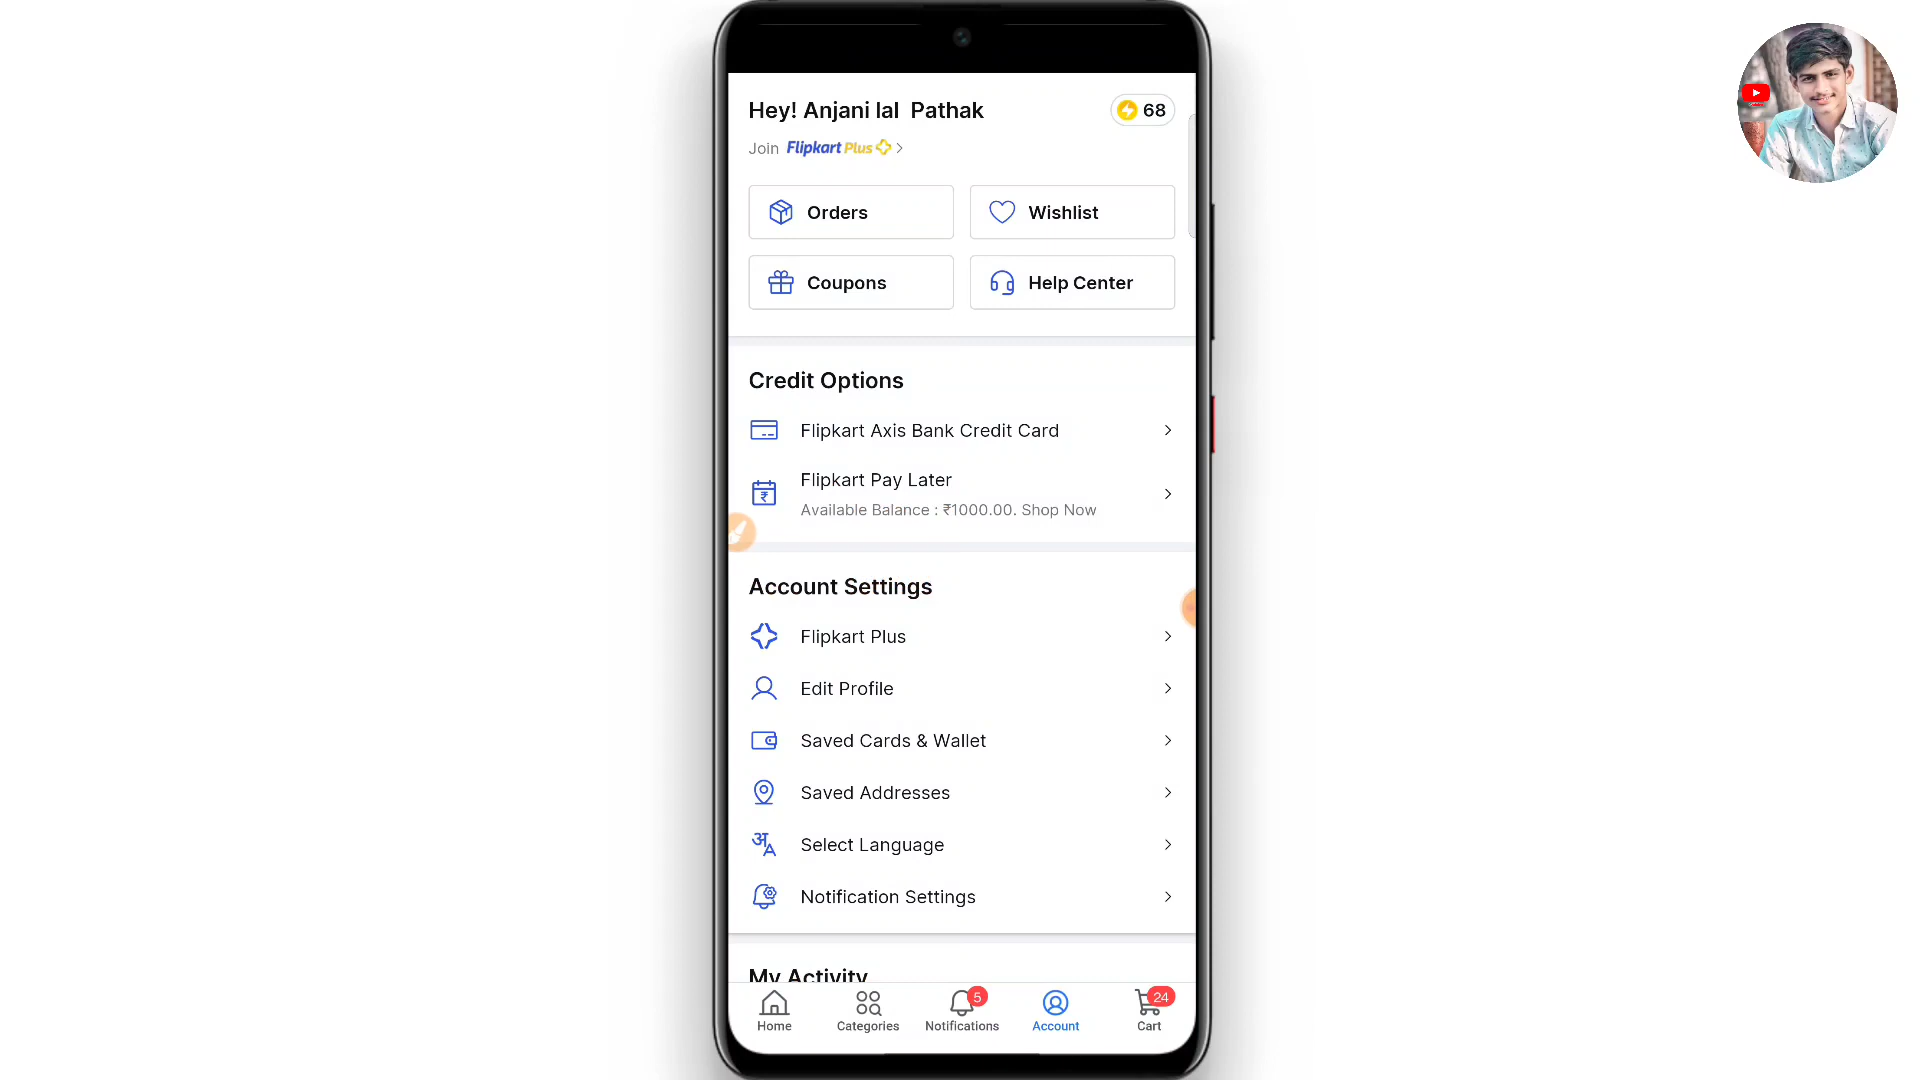 Hey! Anjani lal Pathak
68
Join Flipkart Plus
Orders
Wishlist
Coupons
Help Center
Credit Options
Flipkart Axis Bank Credit Card
Flipkart Pay Later
Available Balance : ₹1000.00. Shop Now
Account Settings
Flipkart Plus
Edit Profile
Saved Cards & Wallet
Saved Addresses
Select Language
Notification Settings
My Activity
5
24
Home
Categories
Notifications
Account
Cart